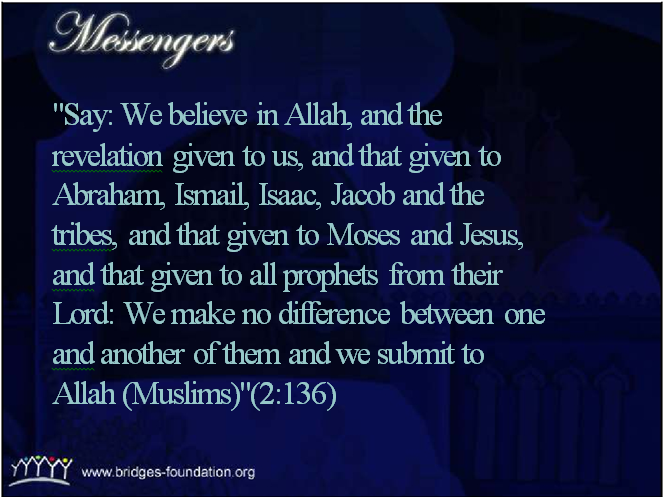 Messengers
"Say: We believe in Allah, and the
revelation given to us, and that given to
Abraham, Ismail, Isaac, Jacob and the
tribes, and that given to Moses and Jesus,
and that given to all prophets from their
Lord: We make no difference between one
and another of them and we submit to
Allah (Muslims)"(2:136)
www.bridges-foundation.org